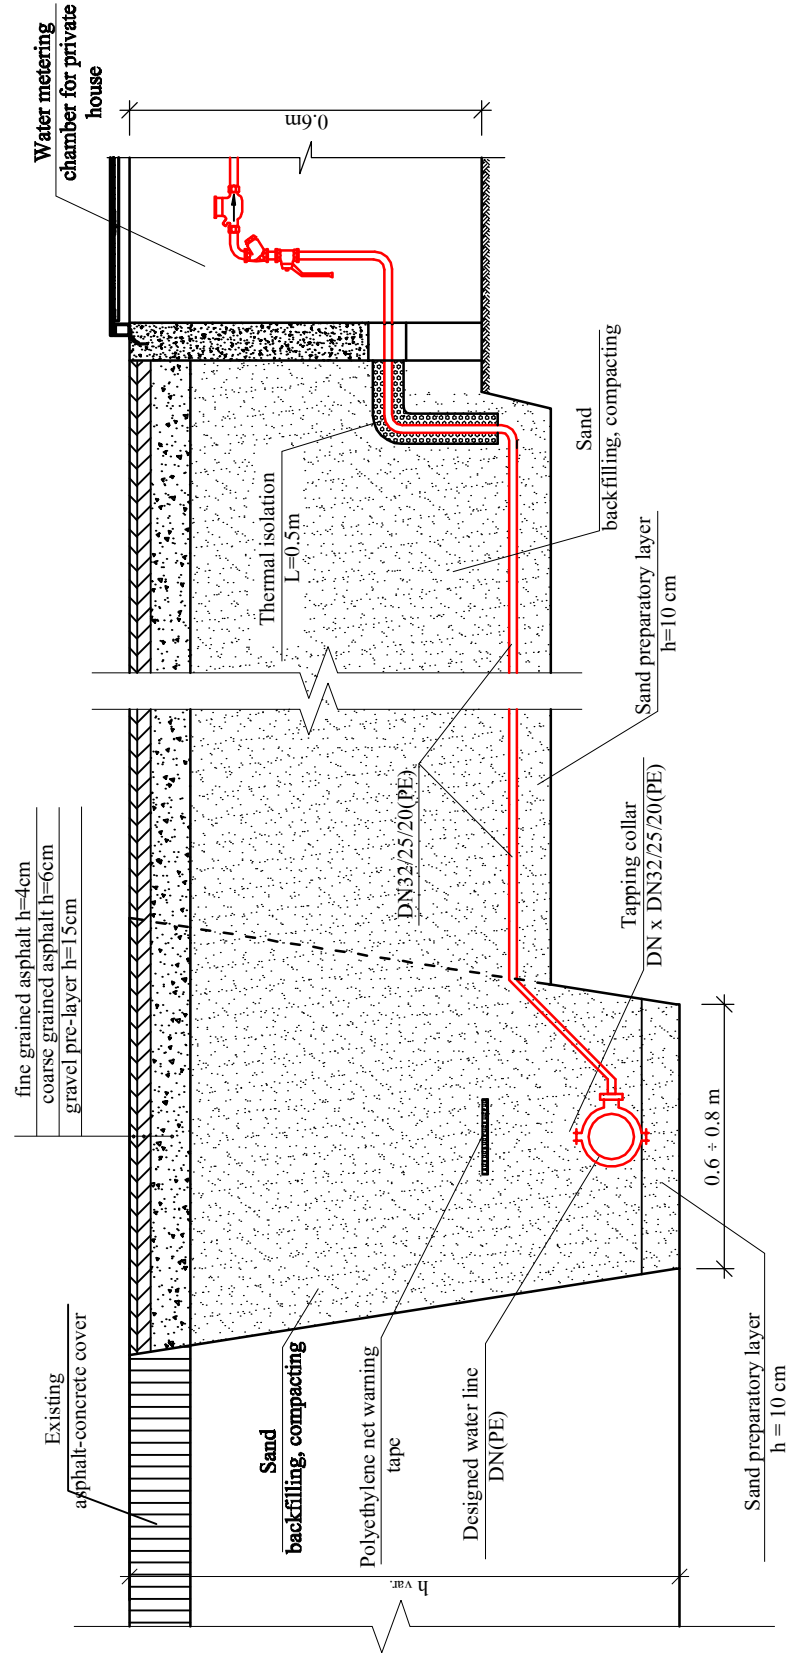 Existing
asphalt-concrete cover
fine grained asphalt h=4cm
coarse grained asphalt h=6cm
gravel pre-layer h=15cm
Water metering
chamber for private
house
0.6m
Thermal isolation
L=0.5m
Sand
backfilling, compacting
Sand
backfilling, compacting
Polyethylene net warning
tape
Designed water line
DN(PE)
DN32/25/20(PE)
Sand preparatory layer
h=10 cm
Tapping collar
DN x DN32/25/20(PE)
h var.
0.6 ÷ 0.8 m
Sand preparatory layer
h = 10 cm